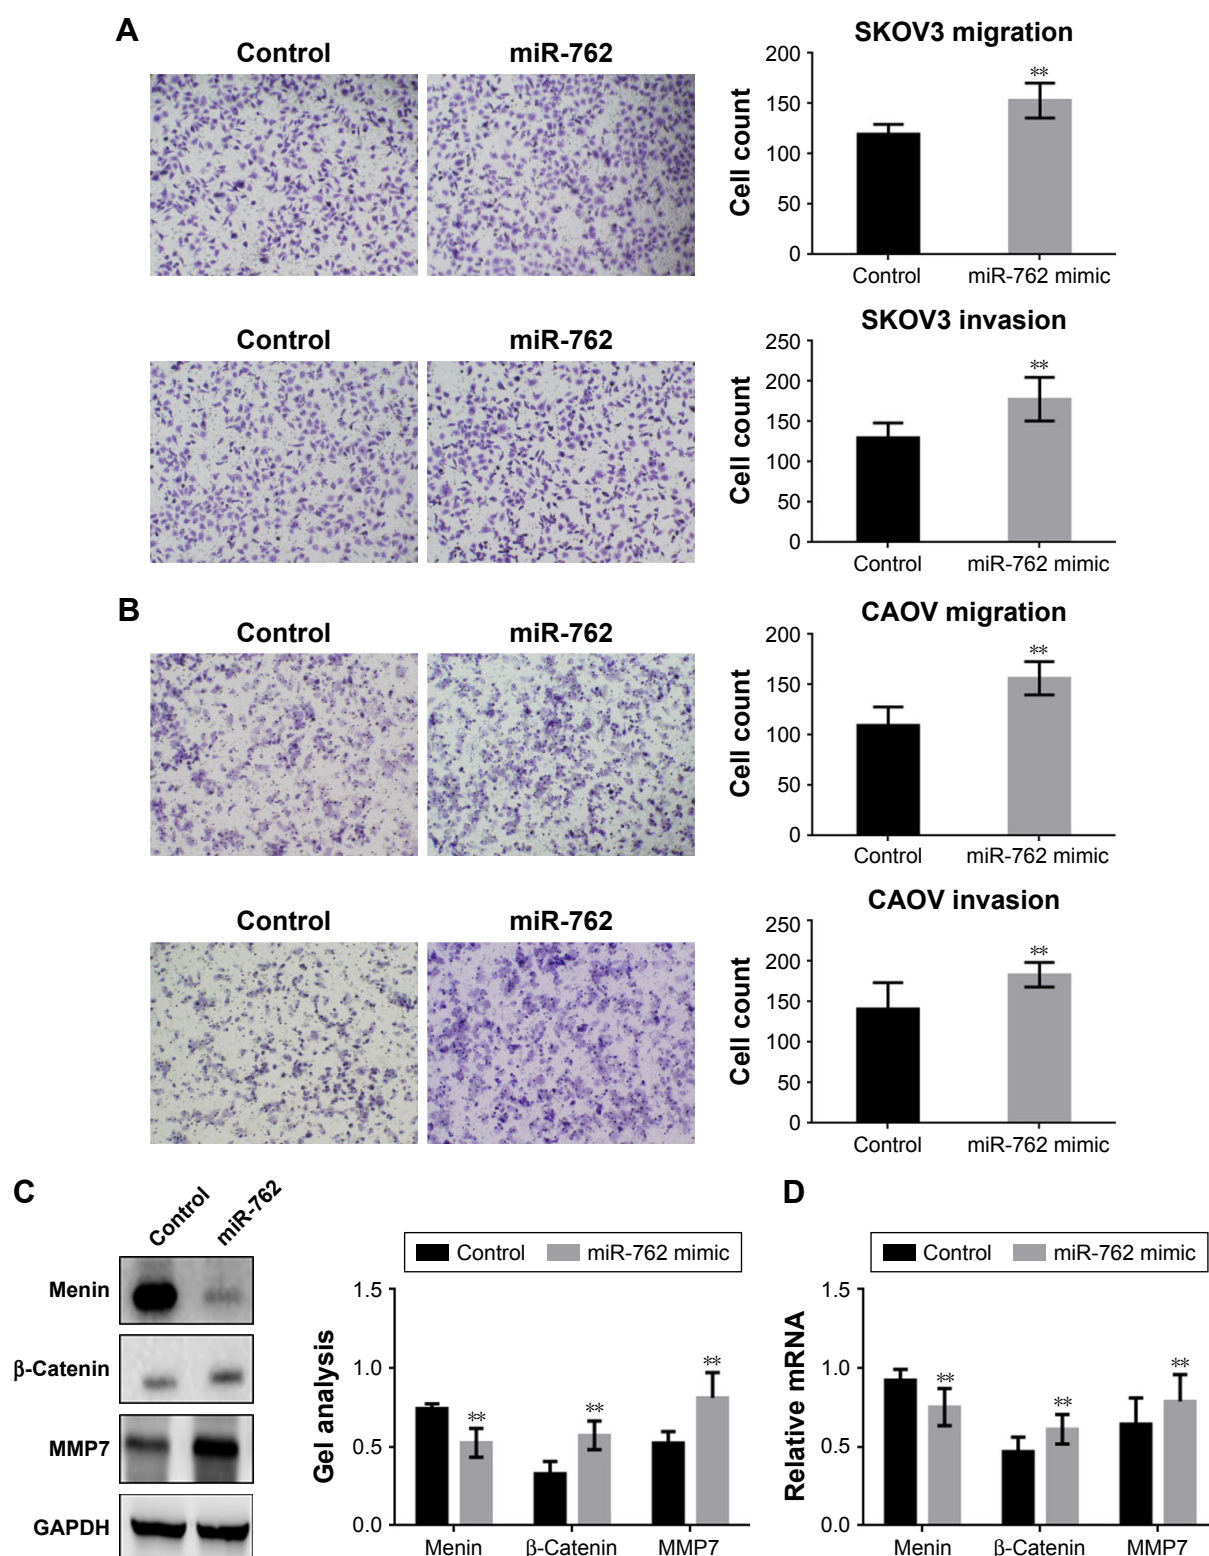 A
Control
miR-762
SKOV3 migration
Cell count
200
150
100
50
0
**
Control
miR-762 mimic
Control
miR-762
SKOV3 invasion
Cell count
250
200
150
100
50
0
**
Control
miR-762 mimic
B
Control
miR-762
CAOV migration
Cell count
200
150
100
50
0
**
Control
miR-762 mimic
Control
miR-762
CAOV invasion
Cell count
250
200
150
100
50
0
**
Control
miR-762 mimic
C
Control
miR-762
Menin
β-Catenin
MMP7
GAPDH
Control
miR-762 mimic
Gel analysis
1.5
1.0
0.5
0.0
**
**
**
Menin
β-Catenin
MMP7
D
Control
miR-762 mimic
Relative mRNA
1.5
1.0
0.5
0.0
**
**
**
Menin
β-Catenin
MMP7